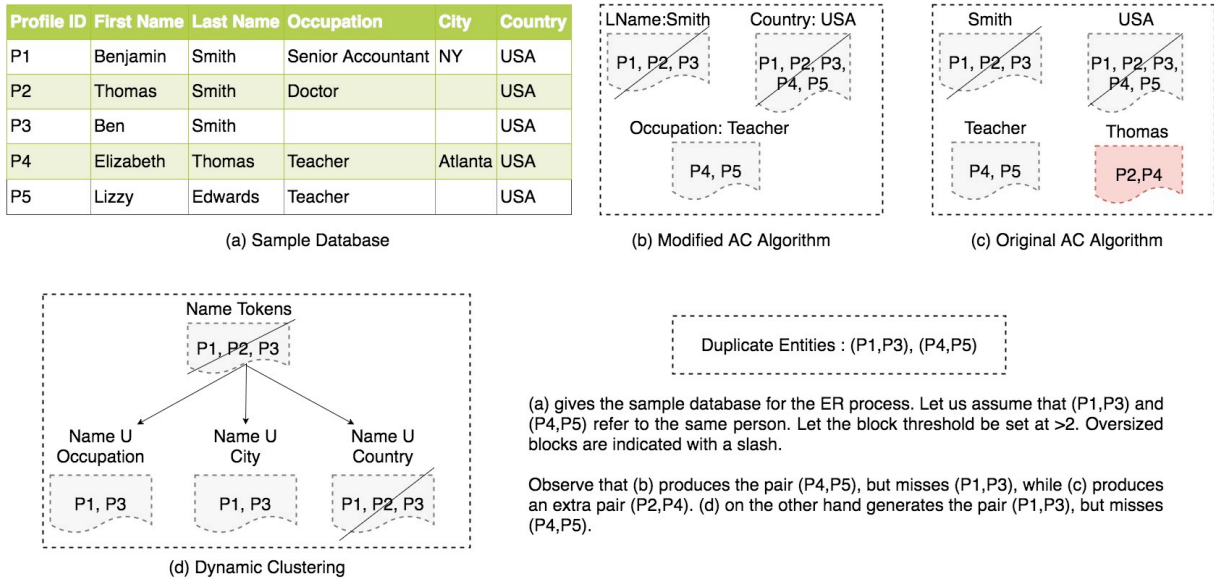 Profile ID First Name Last Name Occupation City Country
P1 Benjamin Smith Senior Accountant NY USA
P2 Thomas Smith Doctor USA
P3 Ben Smith USA
P4 Elizabeth Thomas Teacher Atlanta USA
P5 Lizzy Edwards Teacher USA
(a) Sample Database
LName:Smith Country: USA
P1, P2, P3 P1, P2, P3,
P4, P5
Occupation: Teacher
P4, P5
(b) Modified AC Algorithm
Smith USA
P1, P2, P3 P1, P2, P3,
P4, P5
Teacher Thomas
P4, P5 P2,P4
(c) Original AC Algorithm
Name Tokens
P1, P2, P3
Name U Name U Name U
Occupation City Country
P1, P3 P1, P3 P1, P2, P3
(d) Dynamic Clustering
Duplicate Entities : (P1,P3), (P4,P5)
(a) gives the sample database for the ER process. Let us assume that (P1,P3) and
(P4,P5) refer to the same person. Let the block threshold be set at >2. Oversized
blocks are indicated with a slash.
Observe that (b) produces the pair (P4,P5), but misses (P1,P3), while (c) produces
an extra pair (P2,P4). (d) on the other hand generates the pair (P1,P3), but misses
(P4,P5).